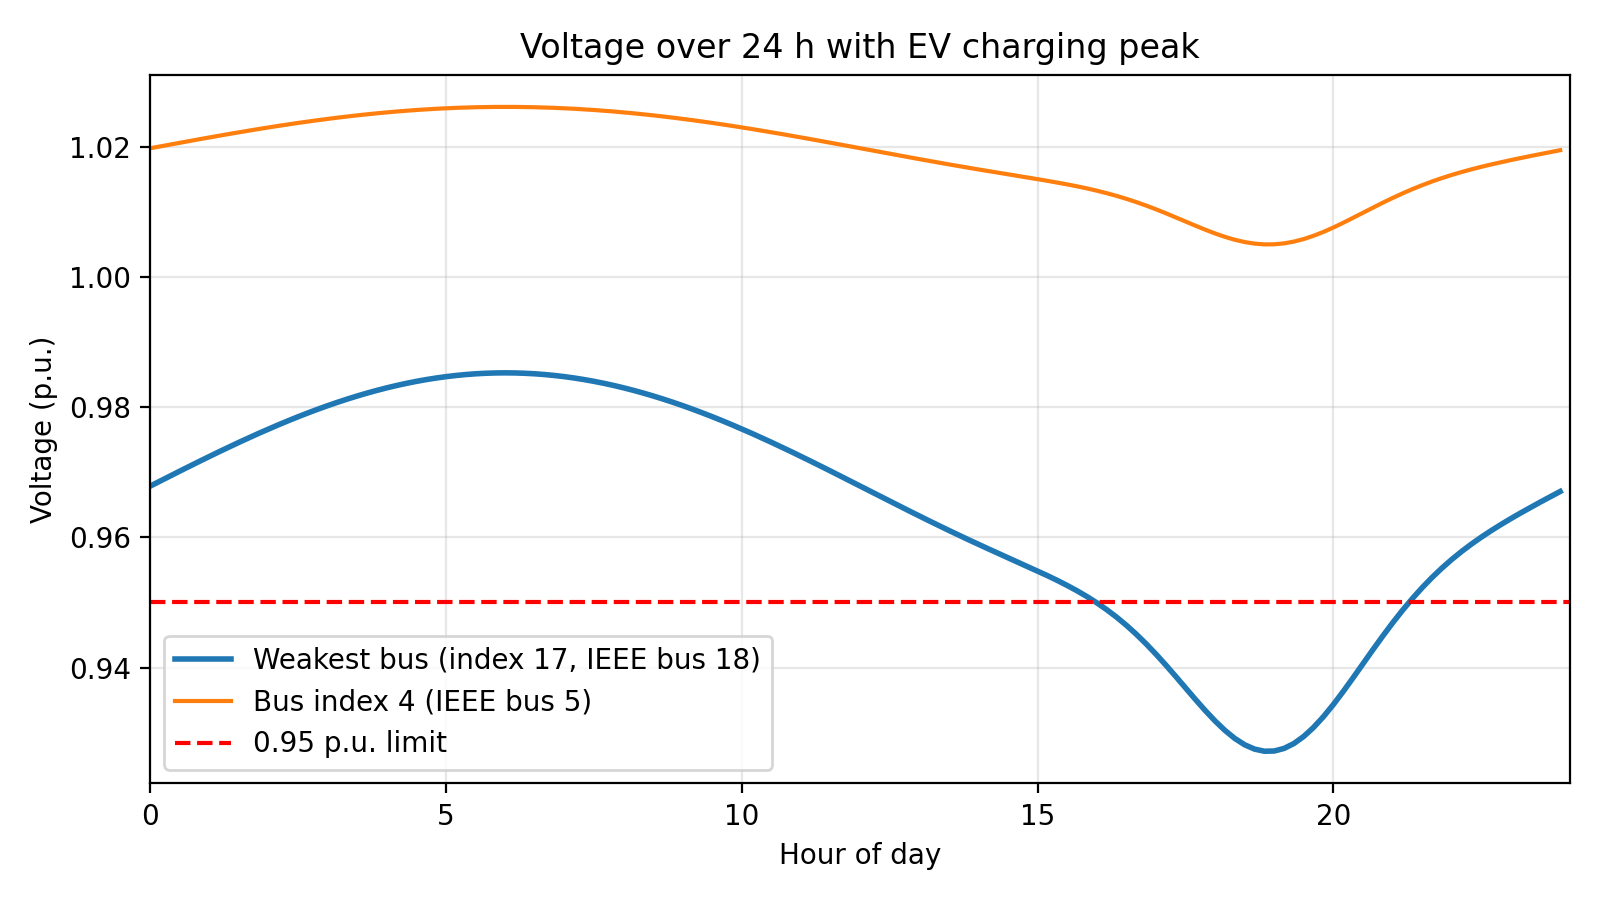 Voltage over 24 h with EV charging peak
Voltage (p.u.)
1.02
1.00
0.98
0.96
0.94
Weakest bus (index 17, IEEE bus 18)
Bus index 4 (IEEE bus 5)
0.95 p.u. limit
0 5 10 15 20
Hour of day